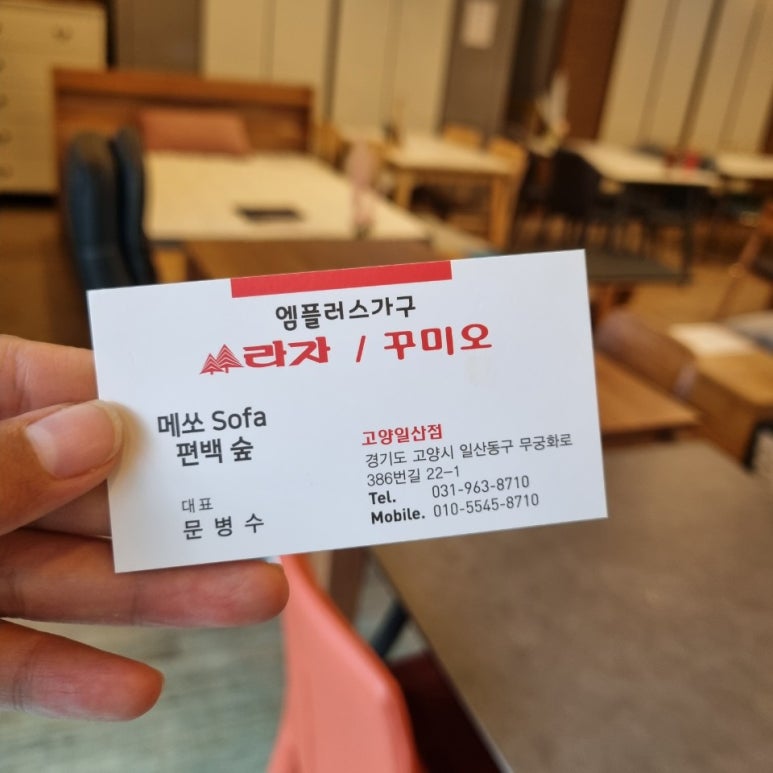 엠플러스가구
라자 / 꾸미오
메쏘 Sofa
편백 숲
대표
문 병 수
고양일산점
경기도 고양시 일산동구 무궁화로
386번길 22-1
Tel. 031-963-8710
Mobile. 010-5545-8710